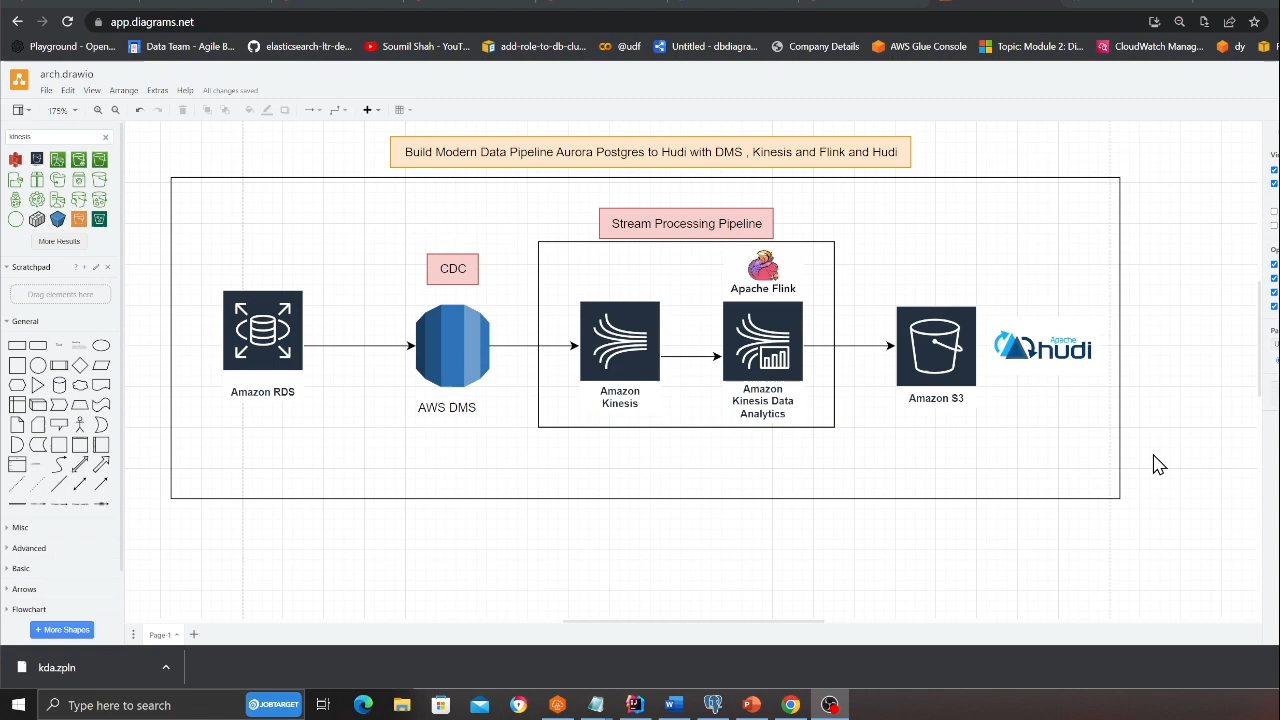 app.diagrams.net
Playground - Open...
Data Team - Agile B...
elasticsearch-ltr-de...
Soumil Shah - YouT...
add-role-to-db-clu...
@udf
Untitled - dbdiagra...
Company Details
AWS Glue Console
Topic: Module 2: Di...
CloudWatch Manag...
dy
arch.drawio
File Edit View Arrange Extras Help All changes saved
175%
kinesis
More Results
Scratchpad
Drag elements here
General
Misc
Advanced
Basic
Arrows
Flowchart
+ More Shapes
Build Modern Data Pipeline Aurora Postgres to Hudi with DMS , Kinesis and Flink and Hudi
Stream Processing Pipeline
CDC
Apache Flink
Amazon RDS
AWS DMS
Amazon
Kinesis
Amazon
Kinesis Data
Analytics
Amazon S3
Apache
hudi
Page-1
kda.zpln
Type here to search
JOBTARGET